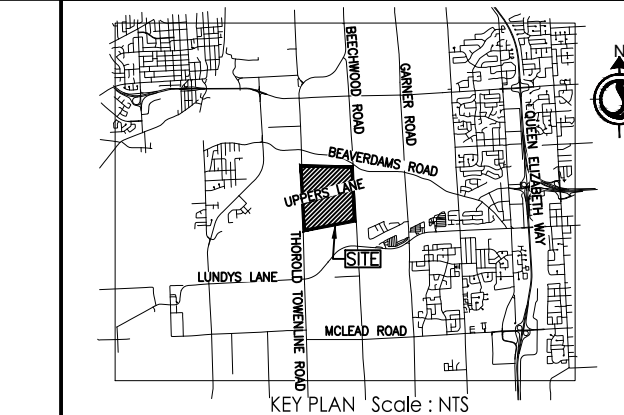 N
BEECHWOOD ROAD
GARNER ROAD
QUEEN ELIZABETH WAY
BEAVERDAMS ROAD
UPPERS LANE
THOROLD TOWENLINE ROAD
SITE
LUNDYS LANE
MCLEAD ROAD
KEY PLAN Scale : NTS